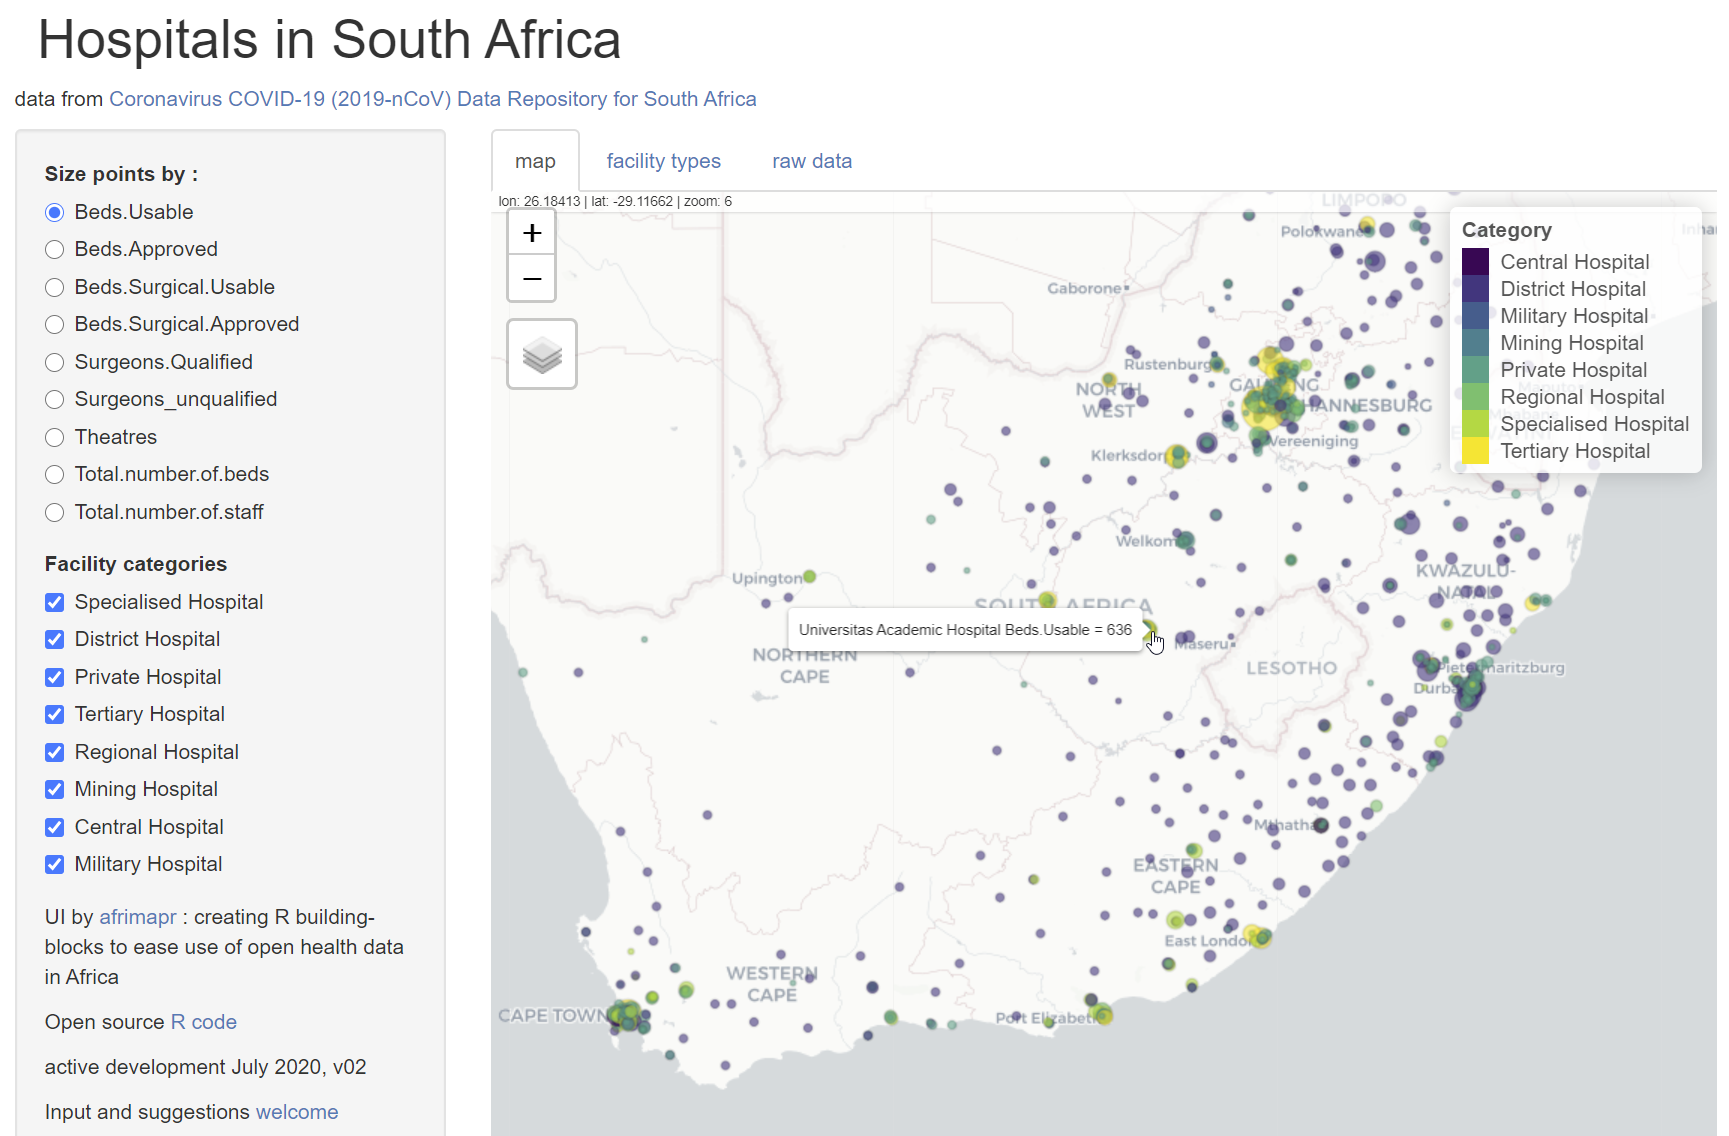 Hospitals in South Africa
data from Coronavirus COVID-19 (2019-nCoV) Data Repository for South Africa
Size points by :
Beds.Usable
Beds.Approved
Beds.Surgical.Usable
Beds.Surgical.Approved
Surgeons.Qualified
Surgeons_unqualified
Theatres
Total.number.of.beds
Total.number.of.staff
Facility categories
Specialised Hospital
District Hospital
Private Hospital
Tertiary Hospital
Regional Hospital
Mining Hospital
Central Hospital
Military Hospital
UI by afrimapr : creating R building-
blocks to ease use of open health data
in Africa
Open source R code
active development July 2020, v02
Input and suggestions welcome
map
facility types
raw data
lon: 26.18413 | lat: -29.11662 | zoom: 6
+
−
Category
Central Hospital
District Hospital
Military Hospital
Mining Hospital
Private Hospital
Regional Hospital
Specialised Hospital
Tertiary Hospital
LIMPOPO
Polokwane
Gaborone
Rustenburg
NORTH
WEST
GAUTENG
JOHANNESBURG
Vereeniging
Klerksdorp
Welkom
KWAZULU-
NATAL
Upington
SOUTH AFRICA
Universitas Academic Hospital Beds.Usable = 636
Maseru
LESOTHO
NORTHERN
CAPE
Pietermaritzburg
Durban
Mthatha
EASTERN
CAPE
East London
WESTERN
CAPE
CAPE TOWN
Port Elizabeth